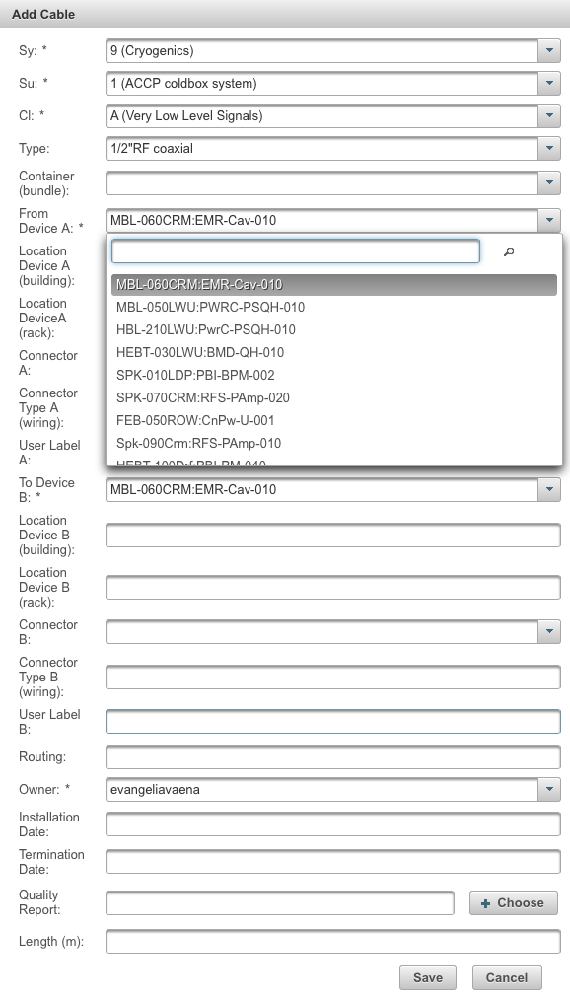 Add Cable
Sy: *
9 (Cryogenics)
Su: *
1 (ACCP coldbox system)
Cl: *
A (Very Low Level Signals)
Type:
1/2"RF coaxial
Container
(bundle):
From
Device A: *
MBL-060CRM:EMR-Cav-010
Location
Device A
(building):
Location
DeviceA
(rack):
Connector
A:
Connector
Type A
(wiring):
User Label
A:
MBL-060CRM:EMR-Cav-010
MBL-050LWU:PWRC-PSQH-010
HBL-210LWU:PwrC-PSQH-010
HEBT-030LWU:BMD-QH-010
SPK-010LDP:PBI-BPM-002
SPK-070CRM:RFS-PAmp-020
FEB-050ROW:CnPw-U-001
Spk-090Crm:RFS-PAmp-010
HEBT-100Drf:PBI-PM-040
To Device
B: *
MBL-060CRM:EMR-Cav-010
Location
Device B
(building):
Location
Device B
(rack):
Connector
B:
Connector
Type B
(wiring):
User Label
B:
Routing:
Owner: *
evangeliavaena
Installation
Date:
Termination
Date:
Quality
Report:
Choose
Length (m):
Save
Cancel